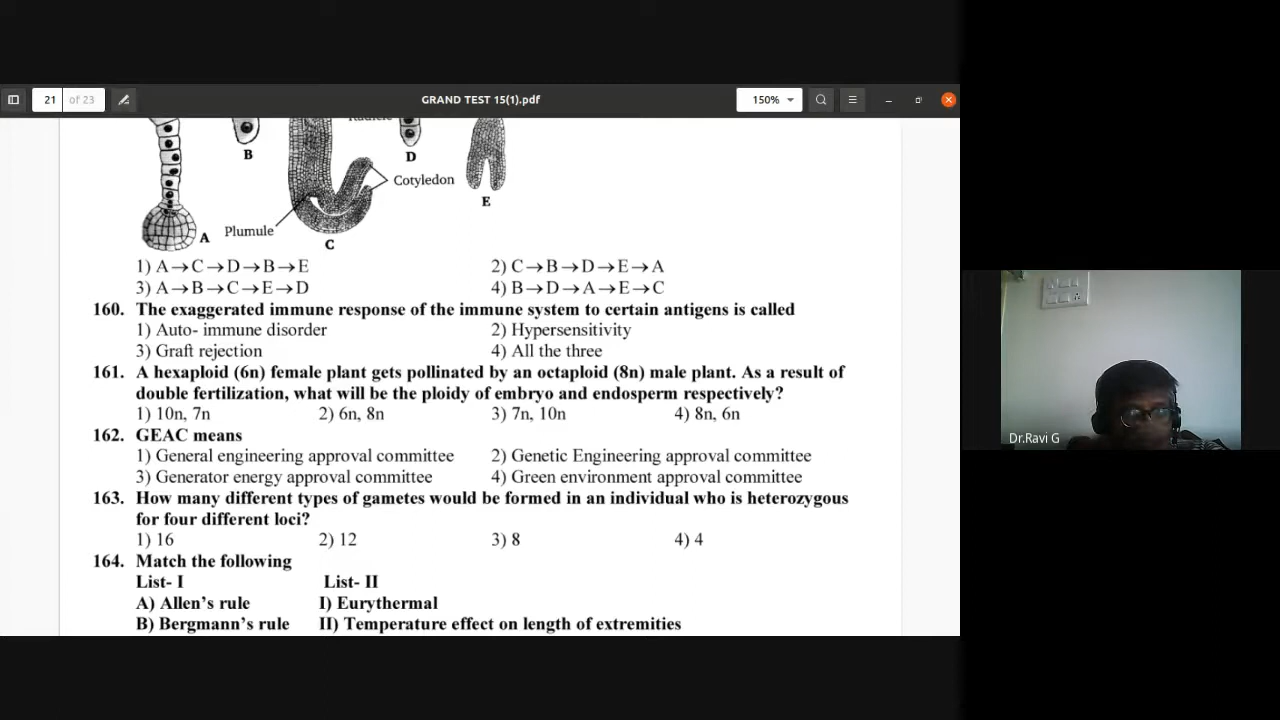 21 of 23
GRAND TEST 15(1).pdf
150%
B
D
Cotyledon
E
A
Plumule
C
1) A→C→D→B→E 2) C→B→D→E→A
3) A→B→C→E→D 4) B→D→A→E→C
160. The exaggerated immune response of the immune system to certain antigens is called
1) Auto- immune disorder 2) Hypersensitivity
3) Graft rejection 4) All the three
161. A hexaploid (6n) female plant gets pollinated by an octaploid (8n) male plant. As a result of
double fertilization, what will be the ploidy of embryo and endosperm respectively?
1) 10n, 7n 2) 6n, 8n 3) 7n, 10n 4) 8n, 6n
162. GEAC means
1) General engineering approval committee 2) Genetic Engineering approval committee
3) Generator energy approval committee 4) Green environment approval committee
163. How many different types of gametes would be formed in an individual who is heterozygous
for four different loci?
1) 16 2) 12 3) 8 4) 4
164. Match the following
List- I List- II
A) Allen's rule I) Eurythermal
B) Bergmann's rule II) Temperature effect on length of extremities
Dr.Ravi G